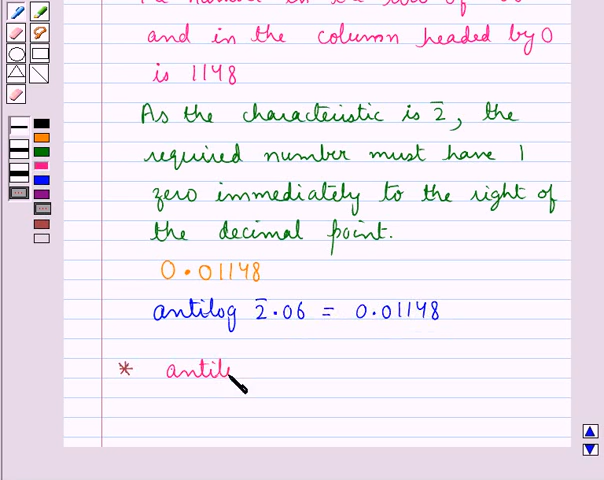 and in the column headed by 0
is 1148
As the characteristic is 2̄, the
required number must have 1
zero immediately to the right of
the decimal point.
0.01148
antilog 2̄.06 = 0.01148
* antil